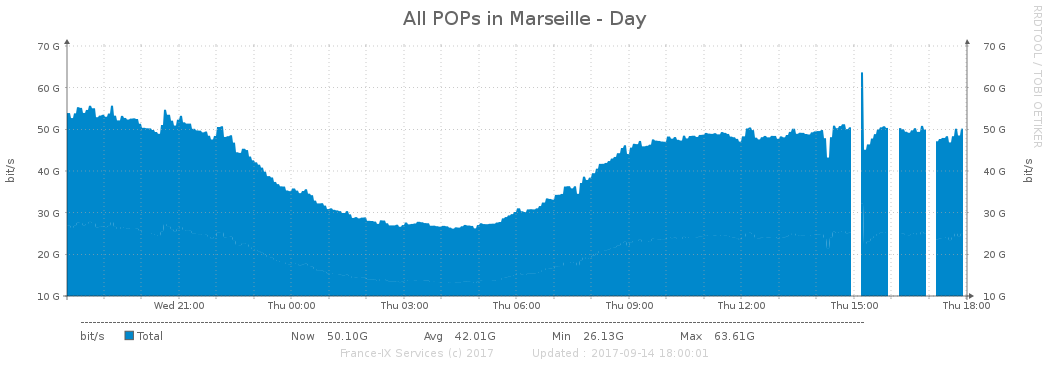 All POPs in Marseille - Day
RRDTOOL / TOBI OETIKER
70 G 70 G
60 G 60 G
50 G 50 G
40 G 40 G
30 G 30 G
20 G 20 G
10 G 10 G
bit/s bit/s
Wed 21:00 Thu 00:00 Thu 03:00 Thu 06:00 Thu 09:00 Thu 12:00 Thu 15:00 Thu 18:00
bit/s Total Now 50.10G Avg 42.01G Min 26.13G Max 63.61G
France-IX Services (c) 2017 Updated : 2017-09-14 18:00:01